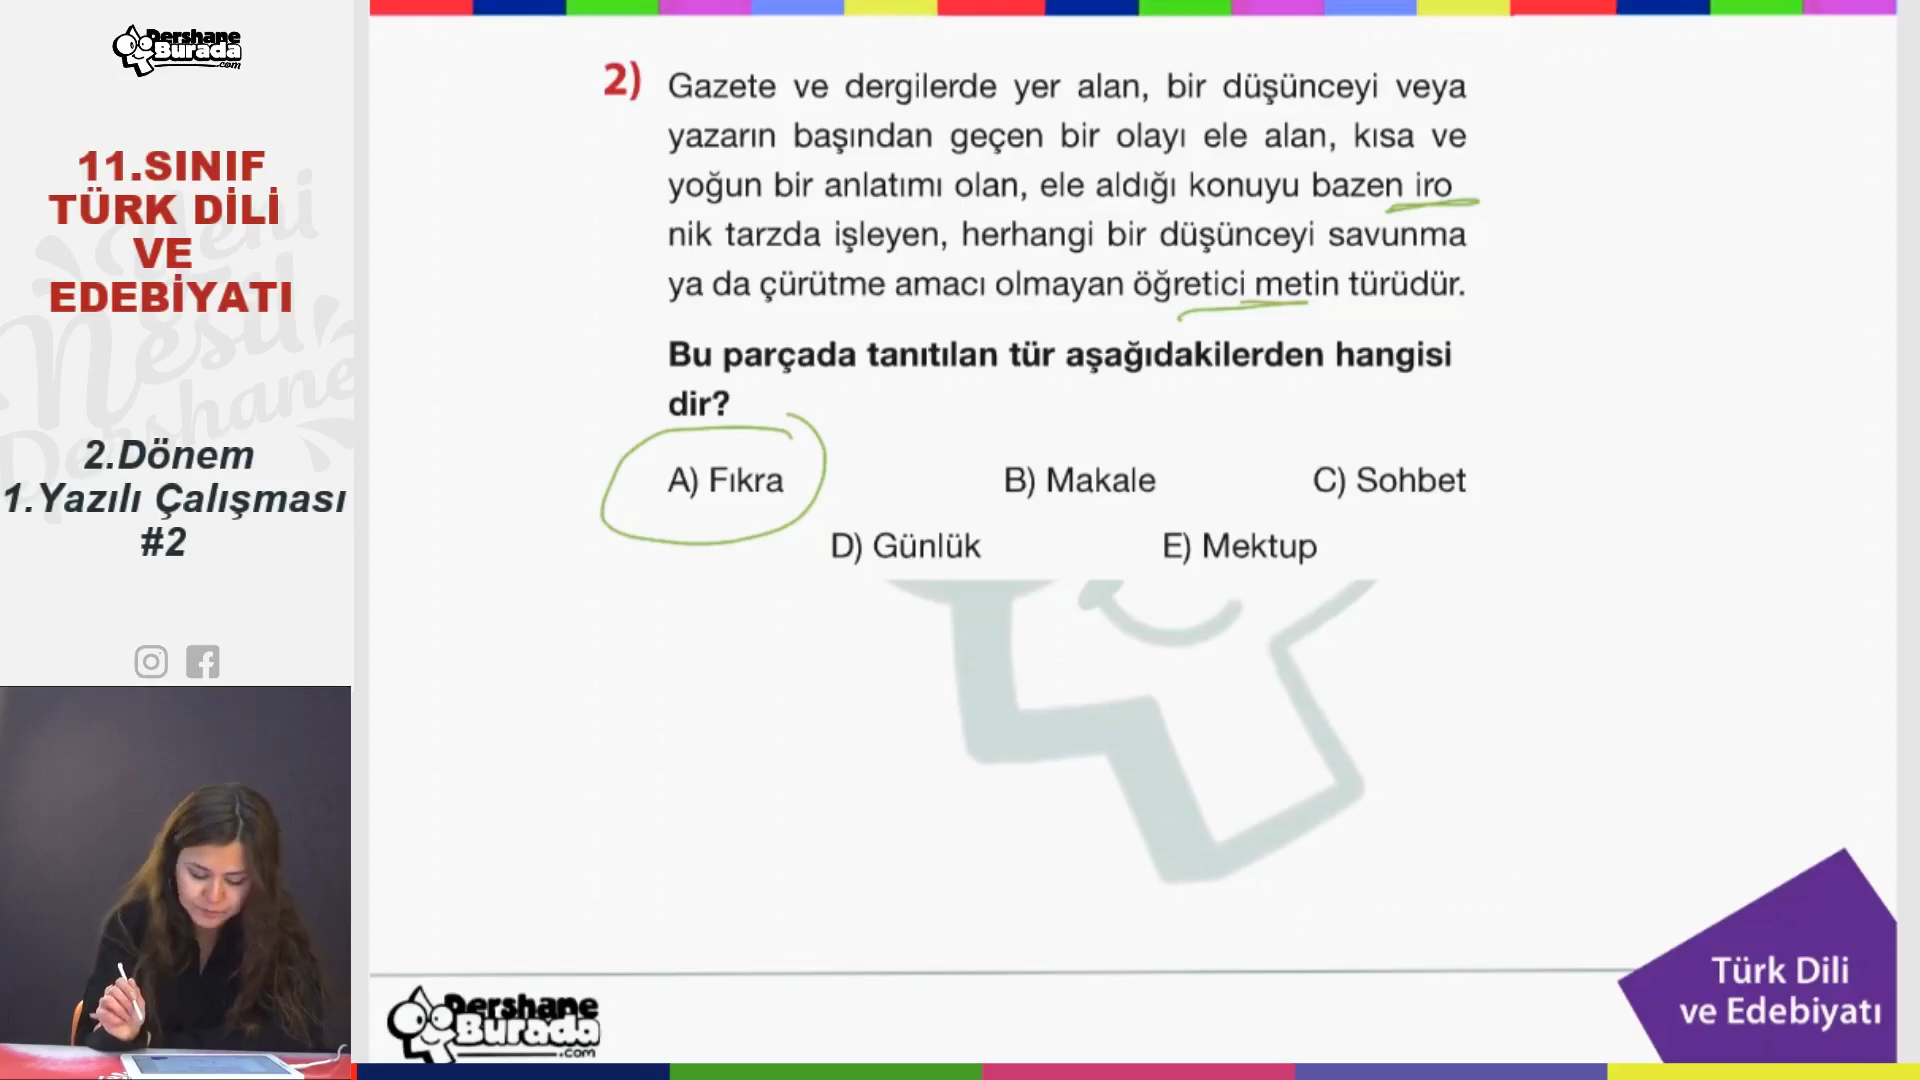 Dershane
Burada
.com
11.SINIF
TÜRK DİLİ
VE
EDEBİYATI
Yeni
Nesil
Dershane
2.Dönem
1.Yazılı Çalışması
#2
2) Gazete ve dergilerde yer alan, bir düşünceyi veya
yazarın başından geçen bir olayı ele alan, kısa ve
yoğun bir anlatımı olan, ele aldığı konuyu bazen iro
nik tarzda işleyen, herhangi bir düşünceyi savunma
ya da çürütme amacı olmayan öğretici metin türüdür.
Bu parçada tanıtılan tür aşağıdakilerden hangisi
dir?
A) Fıkra B) Makale C) Sohbet
D) Günlük E) Mektup
Dershane
Burada
.com
Türk Dili
ve Edebiyatı